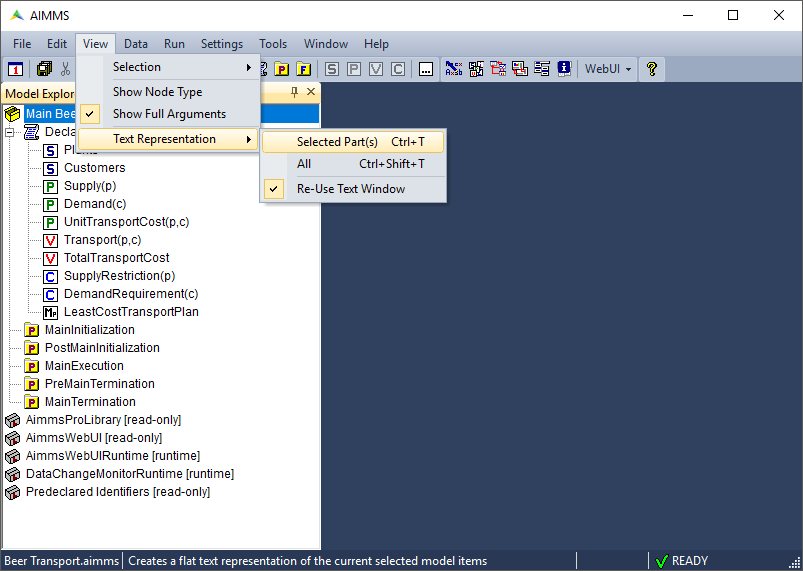 AIMMS
File Edit View Data Run Settings Tools Window Help
1 P F S P V C ... WebUI ?
Selection
Show Node Type
Show Full Arguments
Text Representation
Selected Part(s) Ctrl+T
All Ctrl+Shift+T
Re-Use Text Window
Model Explor
Main Bee
Decla
S Plants
S Customers
P Supply(p)
P Demand(c)
P UnitTransportCost(p,c)
V Transport(p,c)
V TotalTransportCost
C SupplyRestriction(p)
C DemandRequirement(c)
MP LeastCostTransportPlan
P MainInitialization
P PostMainInitialization
P MainExecution
P PreMainTermination
P MainTermination
AimmsProLibrary [read-only]
AimmsWebUI [read-only]
AimmsWebUIRuntime [runtime]
DataChangeMonitorRuntime [runtime]
Predeclared Identifiers [read-only]
Beer Transport.aimms Creates a flat text representation of the current selected model items READY